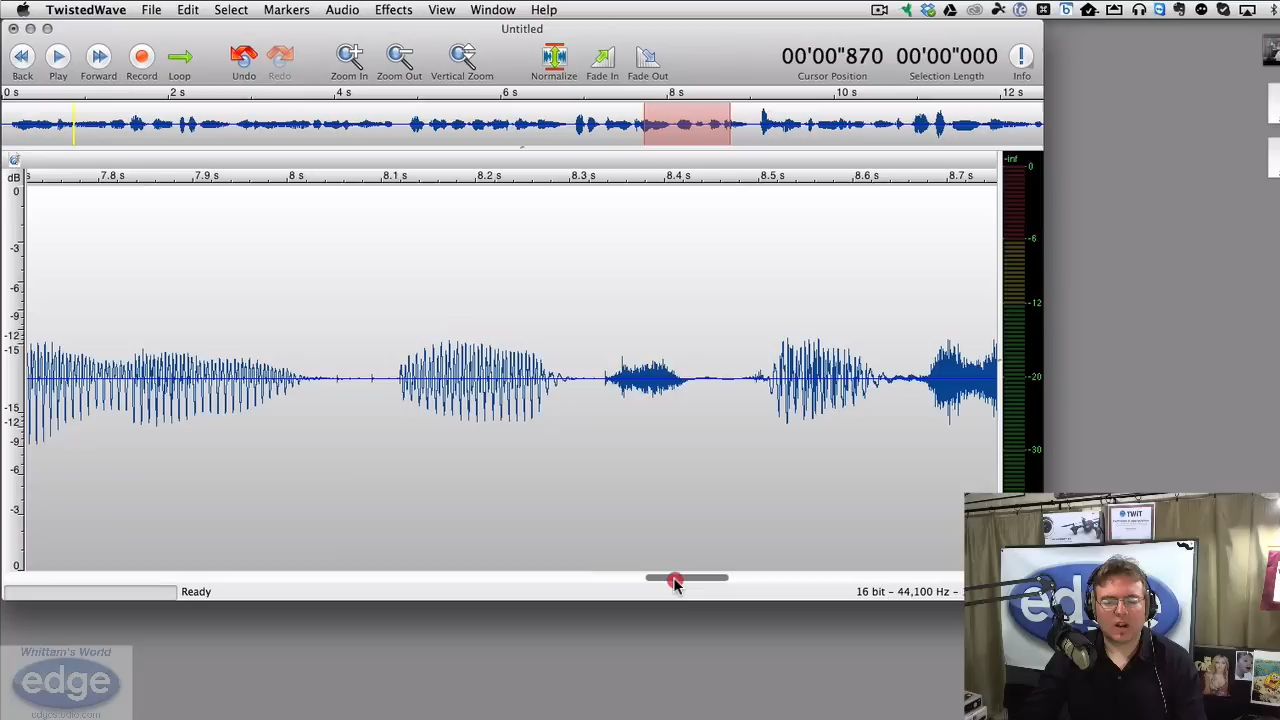 TwistedWave File Edit Select Markers Audio Effects View Window Help
Untitled
00'00"870 00'00"000
Back Play Forward Record Loop Undo Redo Zoom In Zoom Out Vertical Zoom Normalize Fade In Fade Out Cursor Position Selection Length Info
0 s 2 s 4 s 6 s 8 s 10 s 12 s
-inf
dB s 7.8 s 7.9 s 8 s 8.1 s 8.2 s 8.3 s 8.4 s 8.5 s 8.6 s 8.7 s
0
-3
-6
-9
-12
-15
-15
-12
-9
-6
-3
0
0
-6
-12
-20
-30
Ready 16 bit - 44,100 Hz -
TWiT
edge
Whittam's World
edge
edgestudio.com